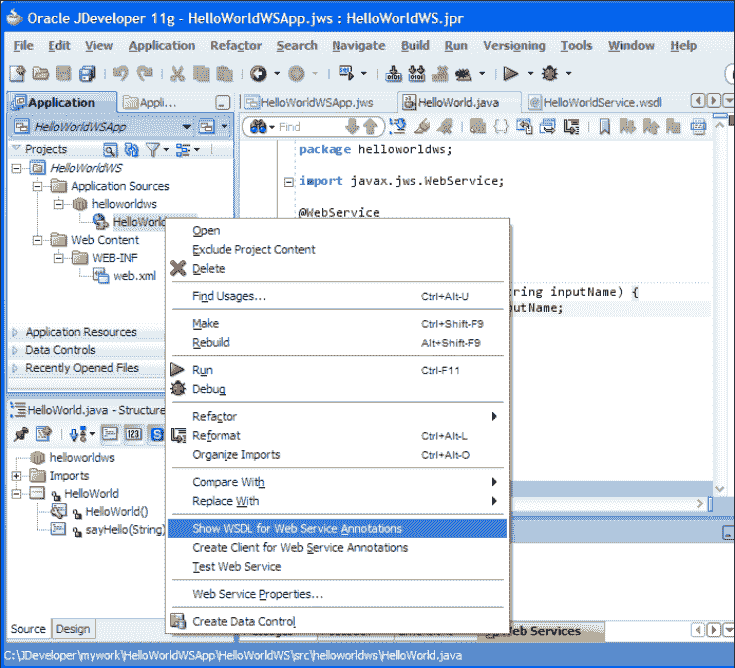 Oracle JDeveloper 11g - HelloWorldWSApp.jws : HelloWorldWS.jpr
File Edit View Application Refactor Search Navigate Build Run Versioning Tools Window Help
Application Appli... HelloWorldWSApp.jws HelloWorld.java HelloWorldService.wsdl
HelloWorldWSApp
Find
Projects
HelloWorldWS
Application Sources
helloworldws
HelloWorld
Web Content
WEB-INF
web.xml
Application Resources
Data Controls
Recently Opened Files
package helloworldws;
import javax.jws.WebService;
@WebService
ring inputName) {
utName;
Open
Exclude Project Content
Delete
Find Usages... Ctrl+Alt-U
Make Ctrl+Shift-F9
Rebuild Alt+Shift-F9
Run Ctrl-F11
Debug
Refactor
Reformat Ctrl+Alt-L
Organize Imports Ctrl+Alt-O
Compare With
Replace With
Show WSDL for Web Service Annotations
Create Client for Web Service Annotations
Test Web Service
Web Service Properties...
Create Data Control
HelloWorld.java - Structure
123
S
helloworldws
Imports
HelloWorld
HelloWorld()
sayHello(String)
Source Design
Web Services
C:\JDeveloper\mywork\HelloWorldWSApp\HelloWorldWS\src\helloworldws\HelloWorld.java